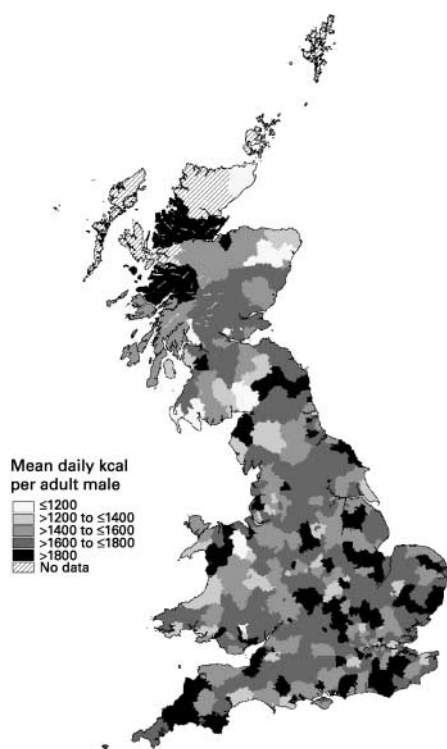 Mean daily kcal
per adult male
≤1200
>1200 to ≤1400
>1400 to ≤1600
>1600 to ≤1800
>1800
No data